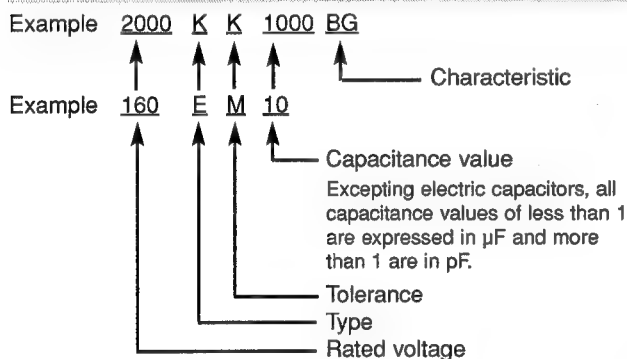 Example 2000 K K 1000 BG
Characteristic
Example 160 E M 10
Capacitance value
Excepting electric capacitors, all
capacitance values of less than 1
are expressed in µF and more
than 1 are in pF.
Tolerance
Type
Rated voltage